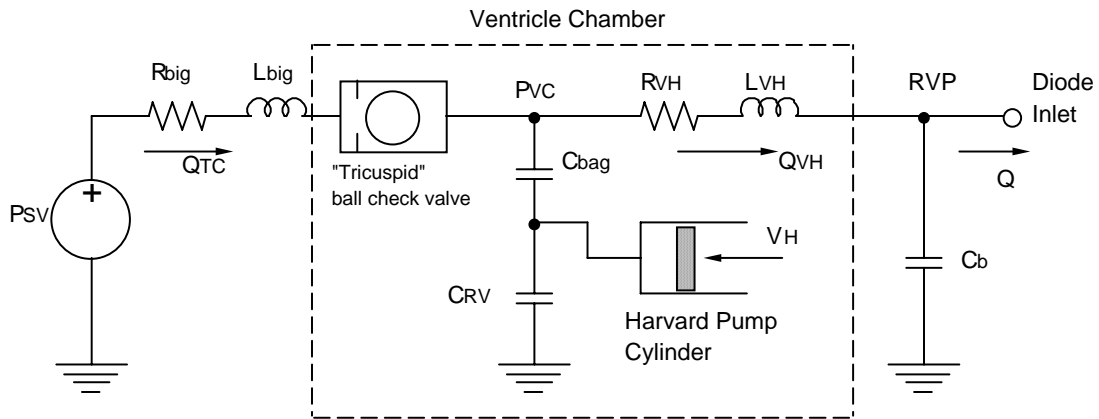 Ventricle Chamber
Rbig
Lbig
PVC
RVH
LVH
RVP
Diode
Inlet
QTC
"Tricuspid"
ball check valve
Cbag
QVH
Q
+
PSV
VH
Cb
CRV
Harvard Pump
Cylinder